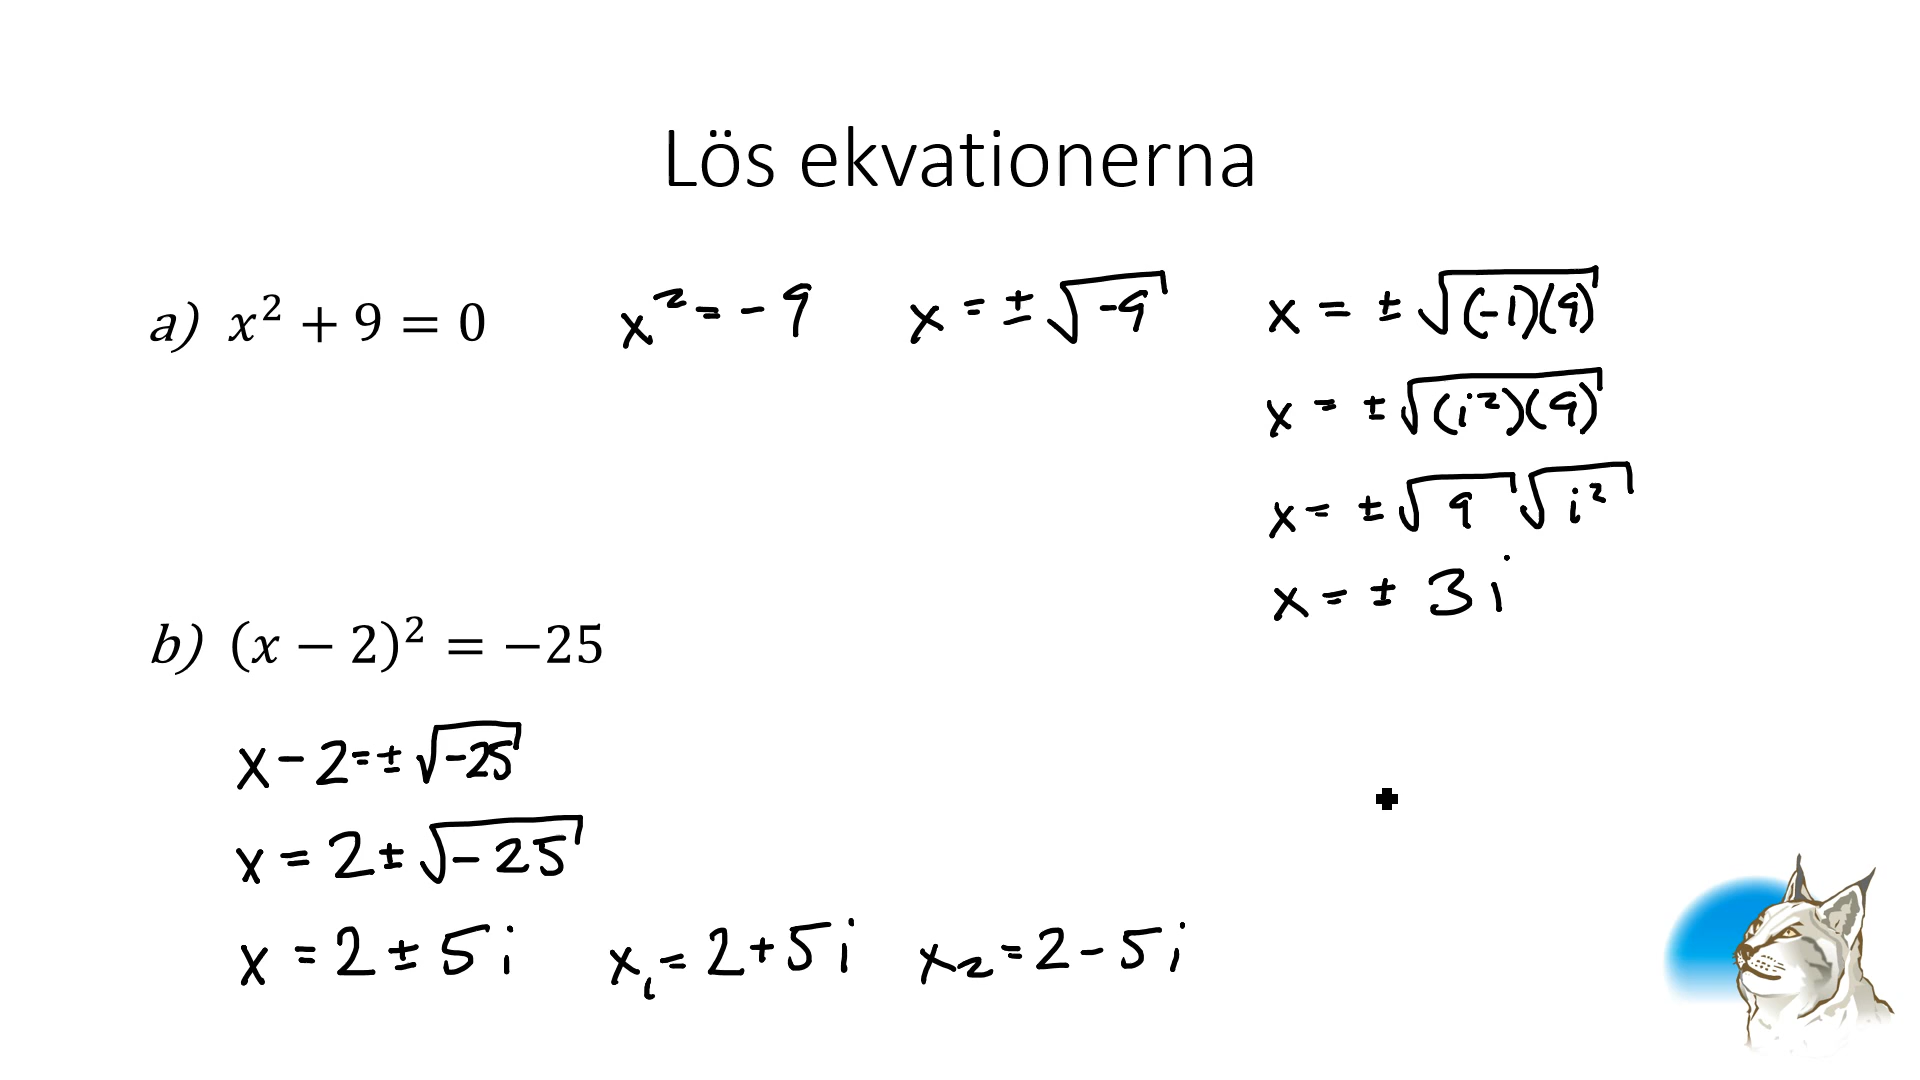 Lös ekvationerna
a) x² + 9 = 0 x² = -9 x = ±√-9 x = ±√(-1)(9)
x = ±√(i²)(9)
x = ±√9 √i²
x = ± 3i
b) (x − 2)² = −25
x - 2 = ±√-25
x = 2 ± √-25
x = 2 ± 5i x₁ = 2 + 5i x₂ = 2 - 5i